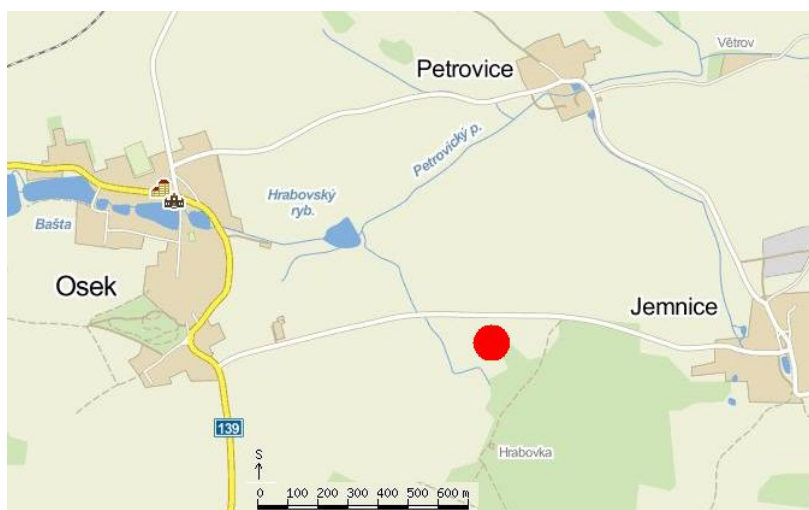 Větrov
Petrovice
Petrovický p.
Hrabovský
ryb.
Bašta
Osek
Jemnice
139
Hrabovka
S
0 100 200 300 400 500 600 m